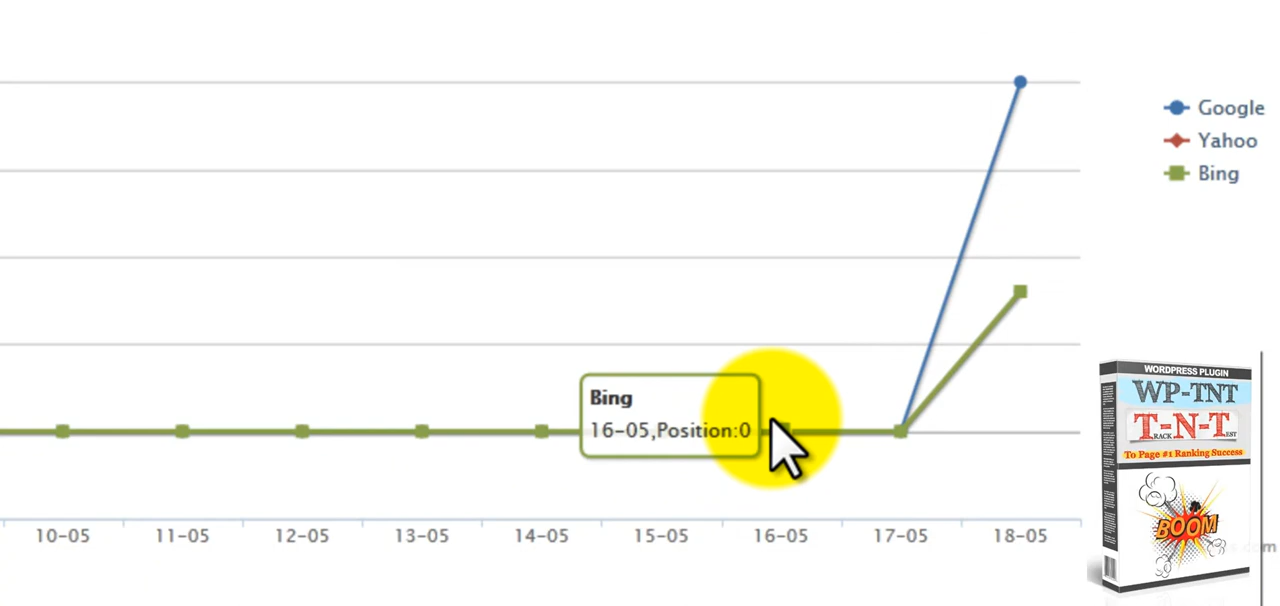 Google
Yahoo
Bing
Bing
16-05,Position:0
10-05 11-05 12-05 13-05 14-05 15-05 16-05 17-05 18-05
WORDPRESS PLUGIN
WP-TNT
T-N-T
RACK EST
To Page #1 Ranking Success
BOOM
.com